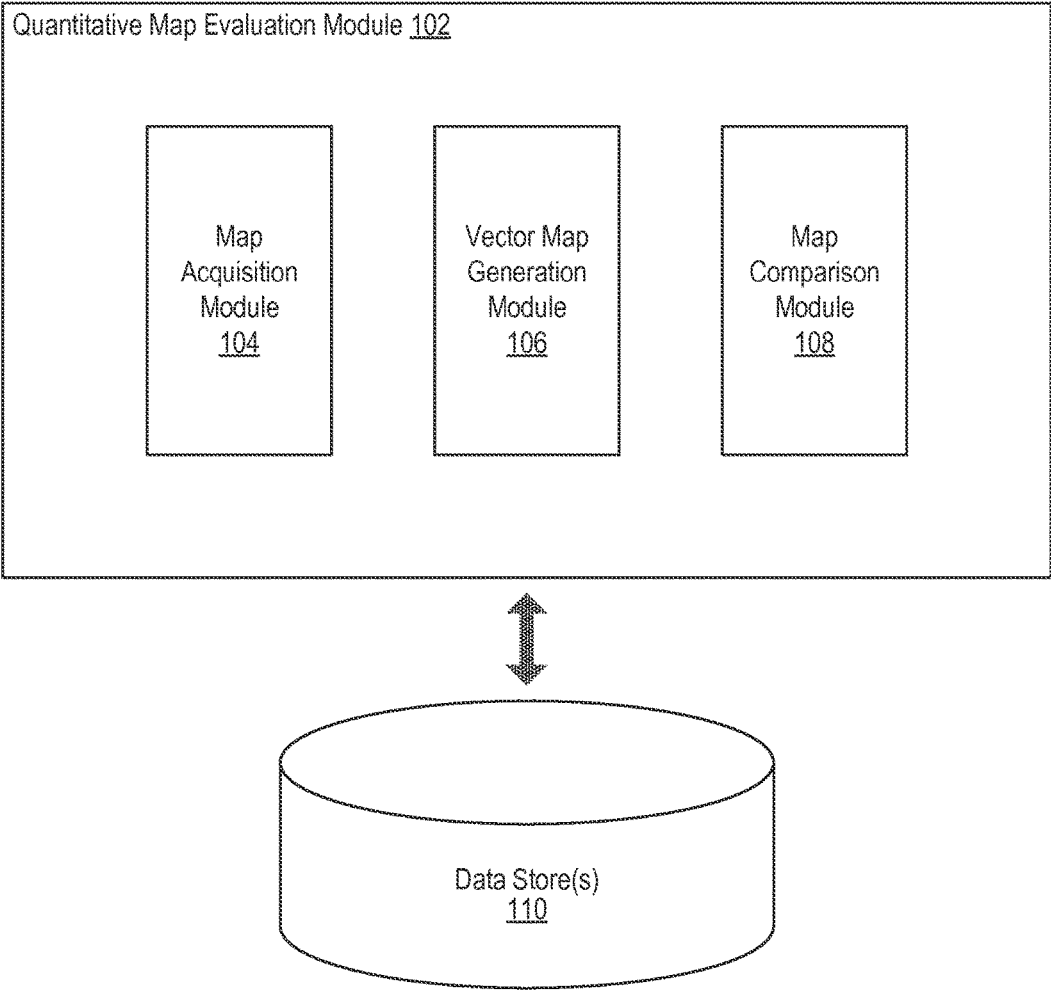 Quantitative Map Evaluation Module 102
Map
Acquisition
Module
104
Vector Map
Generation
Module
106
Map
Comparison
Module
108
Data Store(s)
110